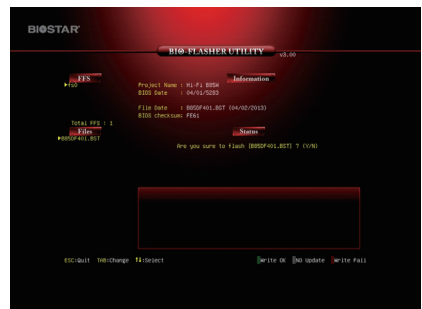 BIOSTAR
BIO-FLASHER UTILITY v3.00
FFS
Information
▶fs0
Project Name : Hi-Fi B85W
BIOS Date : 04/01/5203
File Date : B85DF401.BST (04/02/2013)
BIOS checksum: FE61
Total FFS : 1
Files
Status
▶B85DF401.BST
Are you sure to flash (B85DF401.BST) ? (Y/N)
ESC:Quit TAB:Change ↑↓:Select Write OK NO Update Write Fail